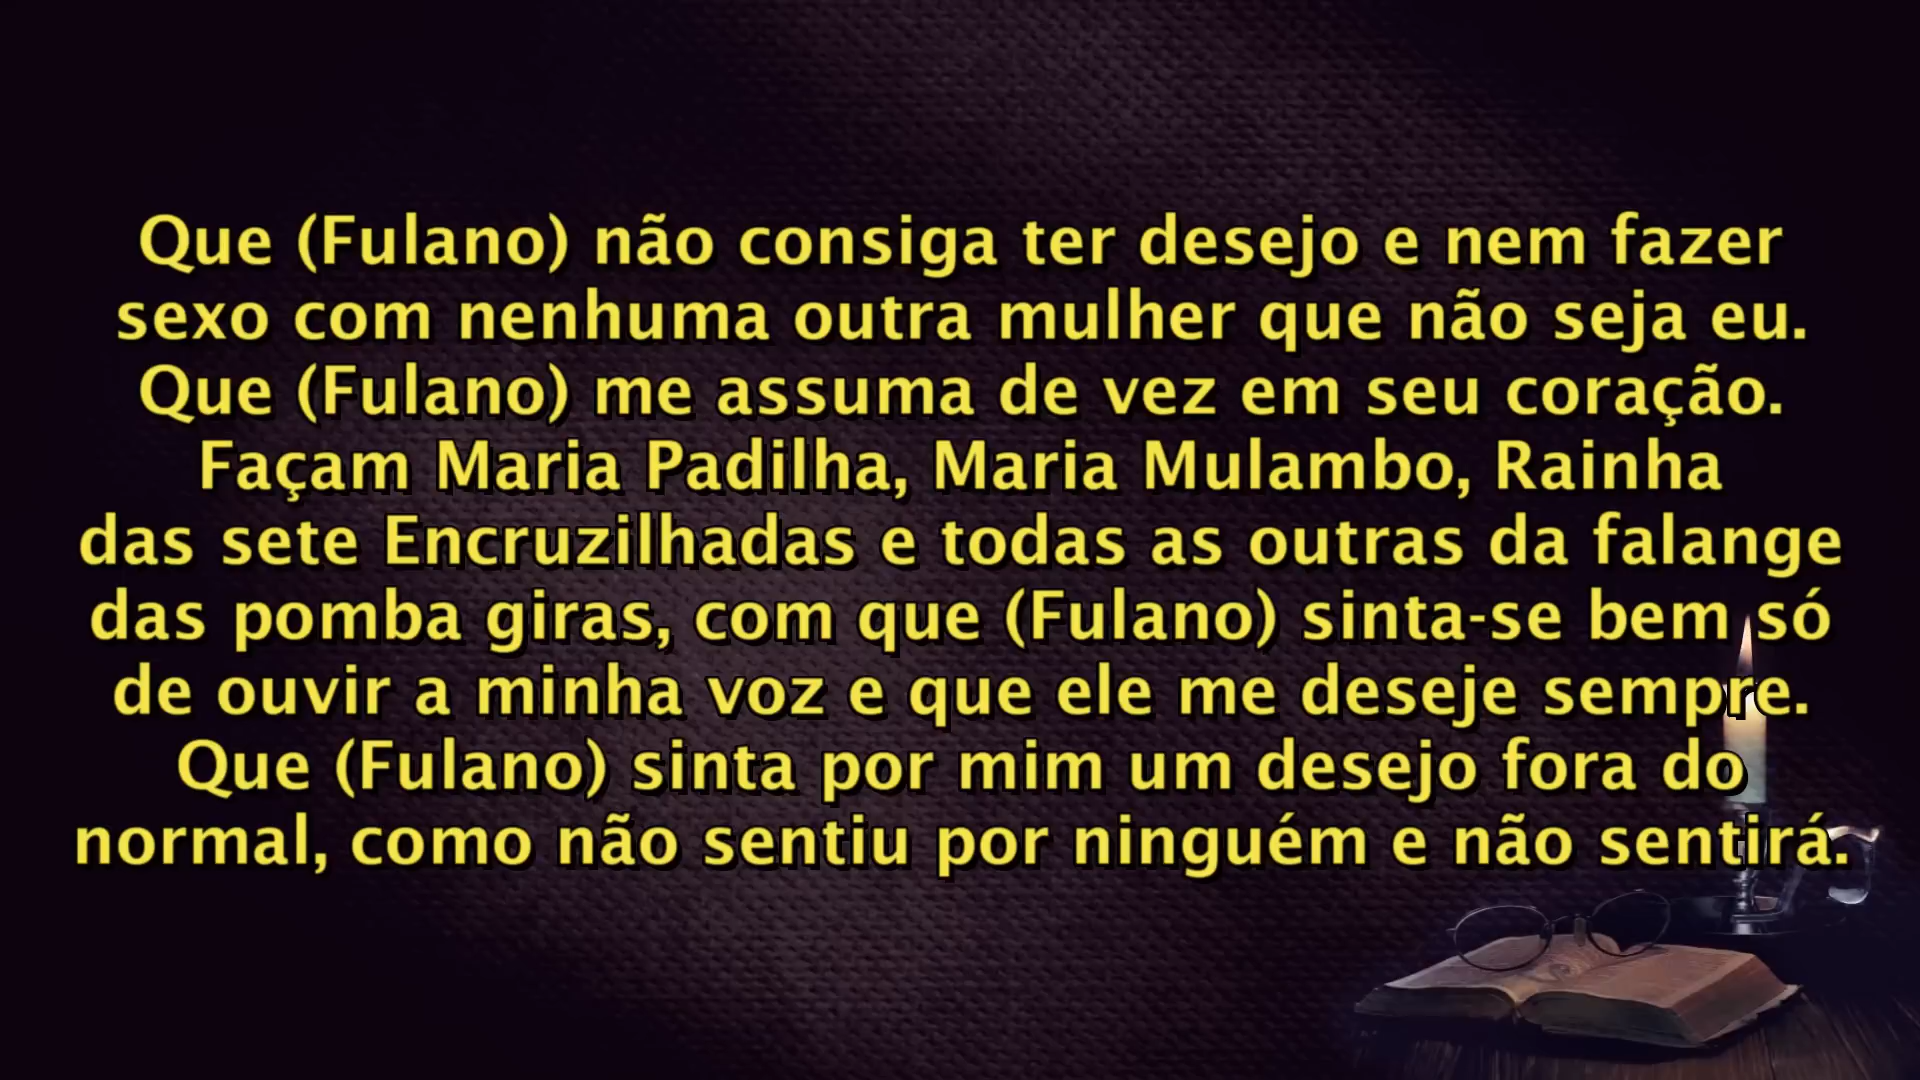 Que (Fulano) não consiga ter desejo e nem fazer
sexo com nenhuma outra mulher que não seja eu.
Que (Fulano) me assuma de vez em seu coração.
Façam Maria Padilha, Maria Mulambo, Rainha
das sete Encruzilhadas e todas as outras da falange
das pomba giras, com que (Fulano) sinta-se bem só
de ouvir a minha voz e que ele me deseje sempre.
Que (Fulano) sinta por mim um desejo fora do
normal, como não sentiu por ninguém e não sentirá.